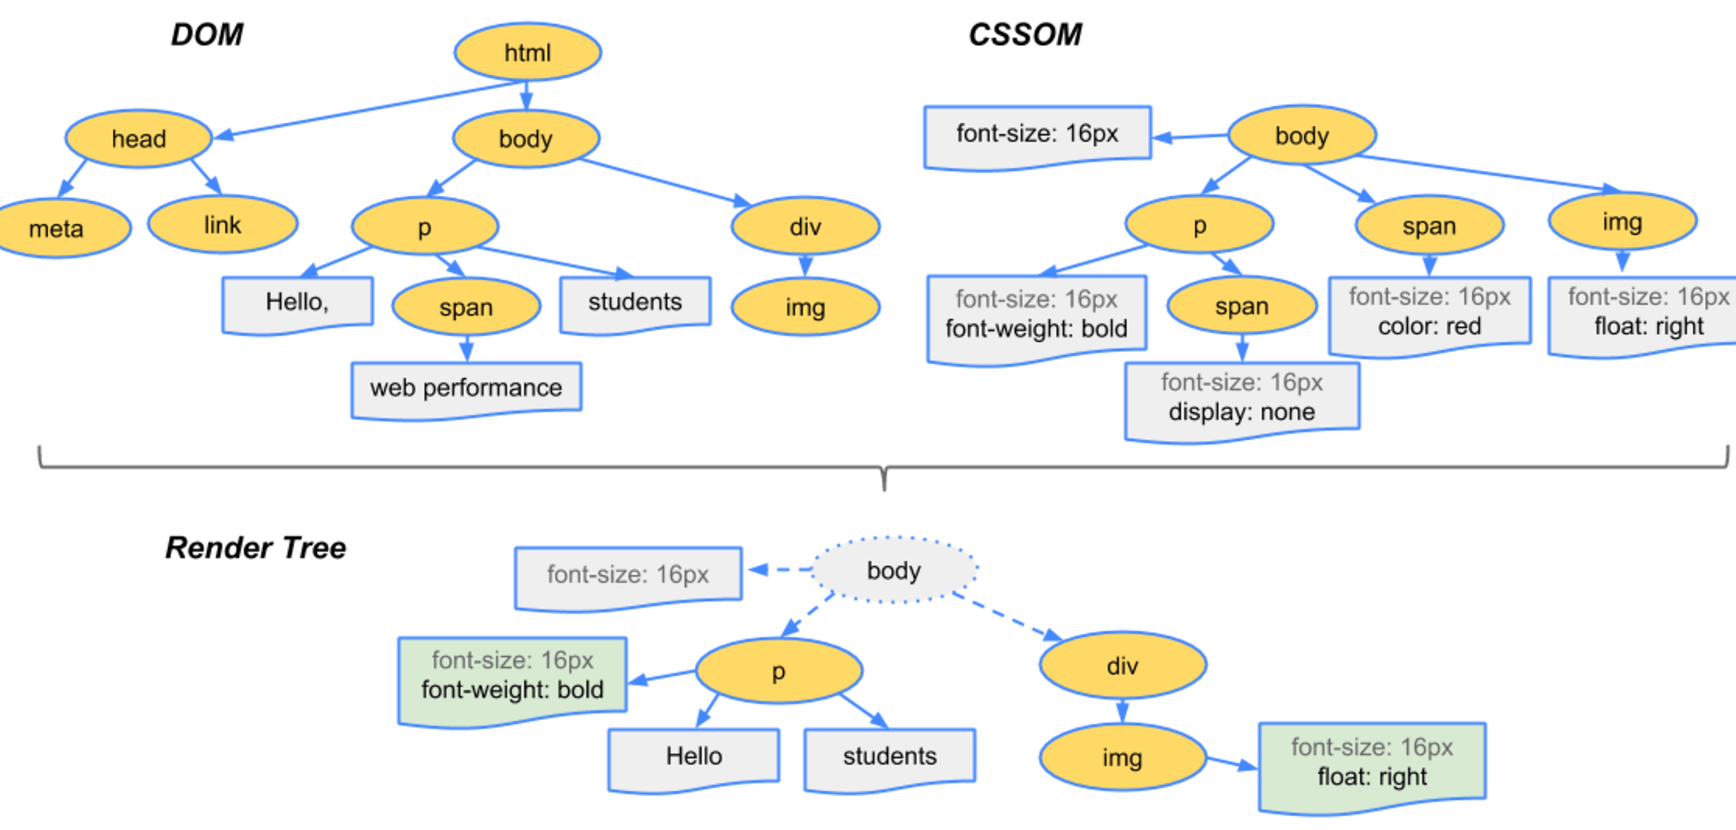 DOM
CSSOM
html
head
body
meta
link
p
div
Hello,
span
students
img
web performance
font-size: 16px
body
p
span
img
font-size: 16px
font-weight: bold
span
font-size: 16px
color: red
font-size: 16px
float: right
font-size: 16px
display: none
Render Tree
font-size: 16px
body
font-size: 16px
font-weight: bold
p
div
Hello
students
img
font-size: 16px
float: right